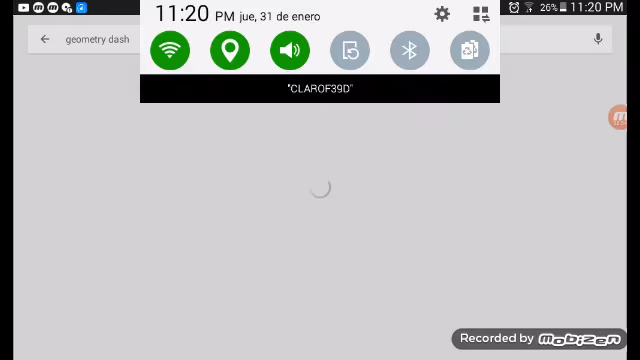 11:20 PM jue, 31 de enero
26% 11:20 PM
geometry dash
"CLAROF39D"
Recorded by mobizen